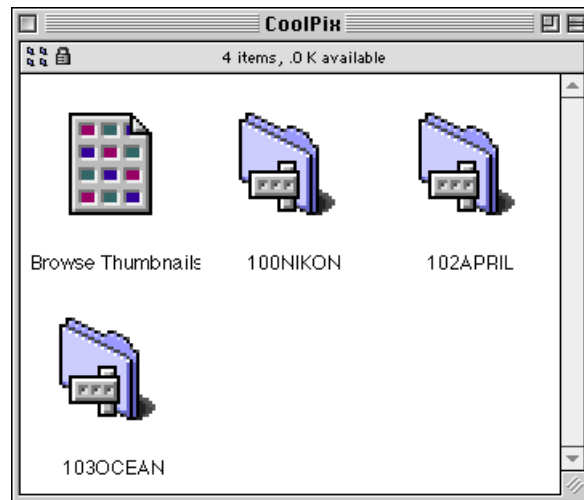 CoolPix
4 items, .0 K available
Browse Thumbnails
100NIKON
102APRIL
103OCEAN